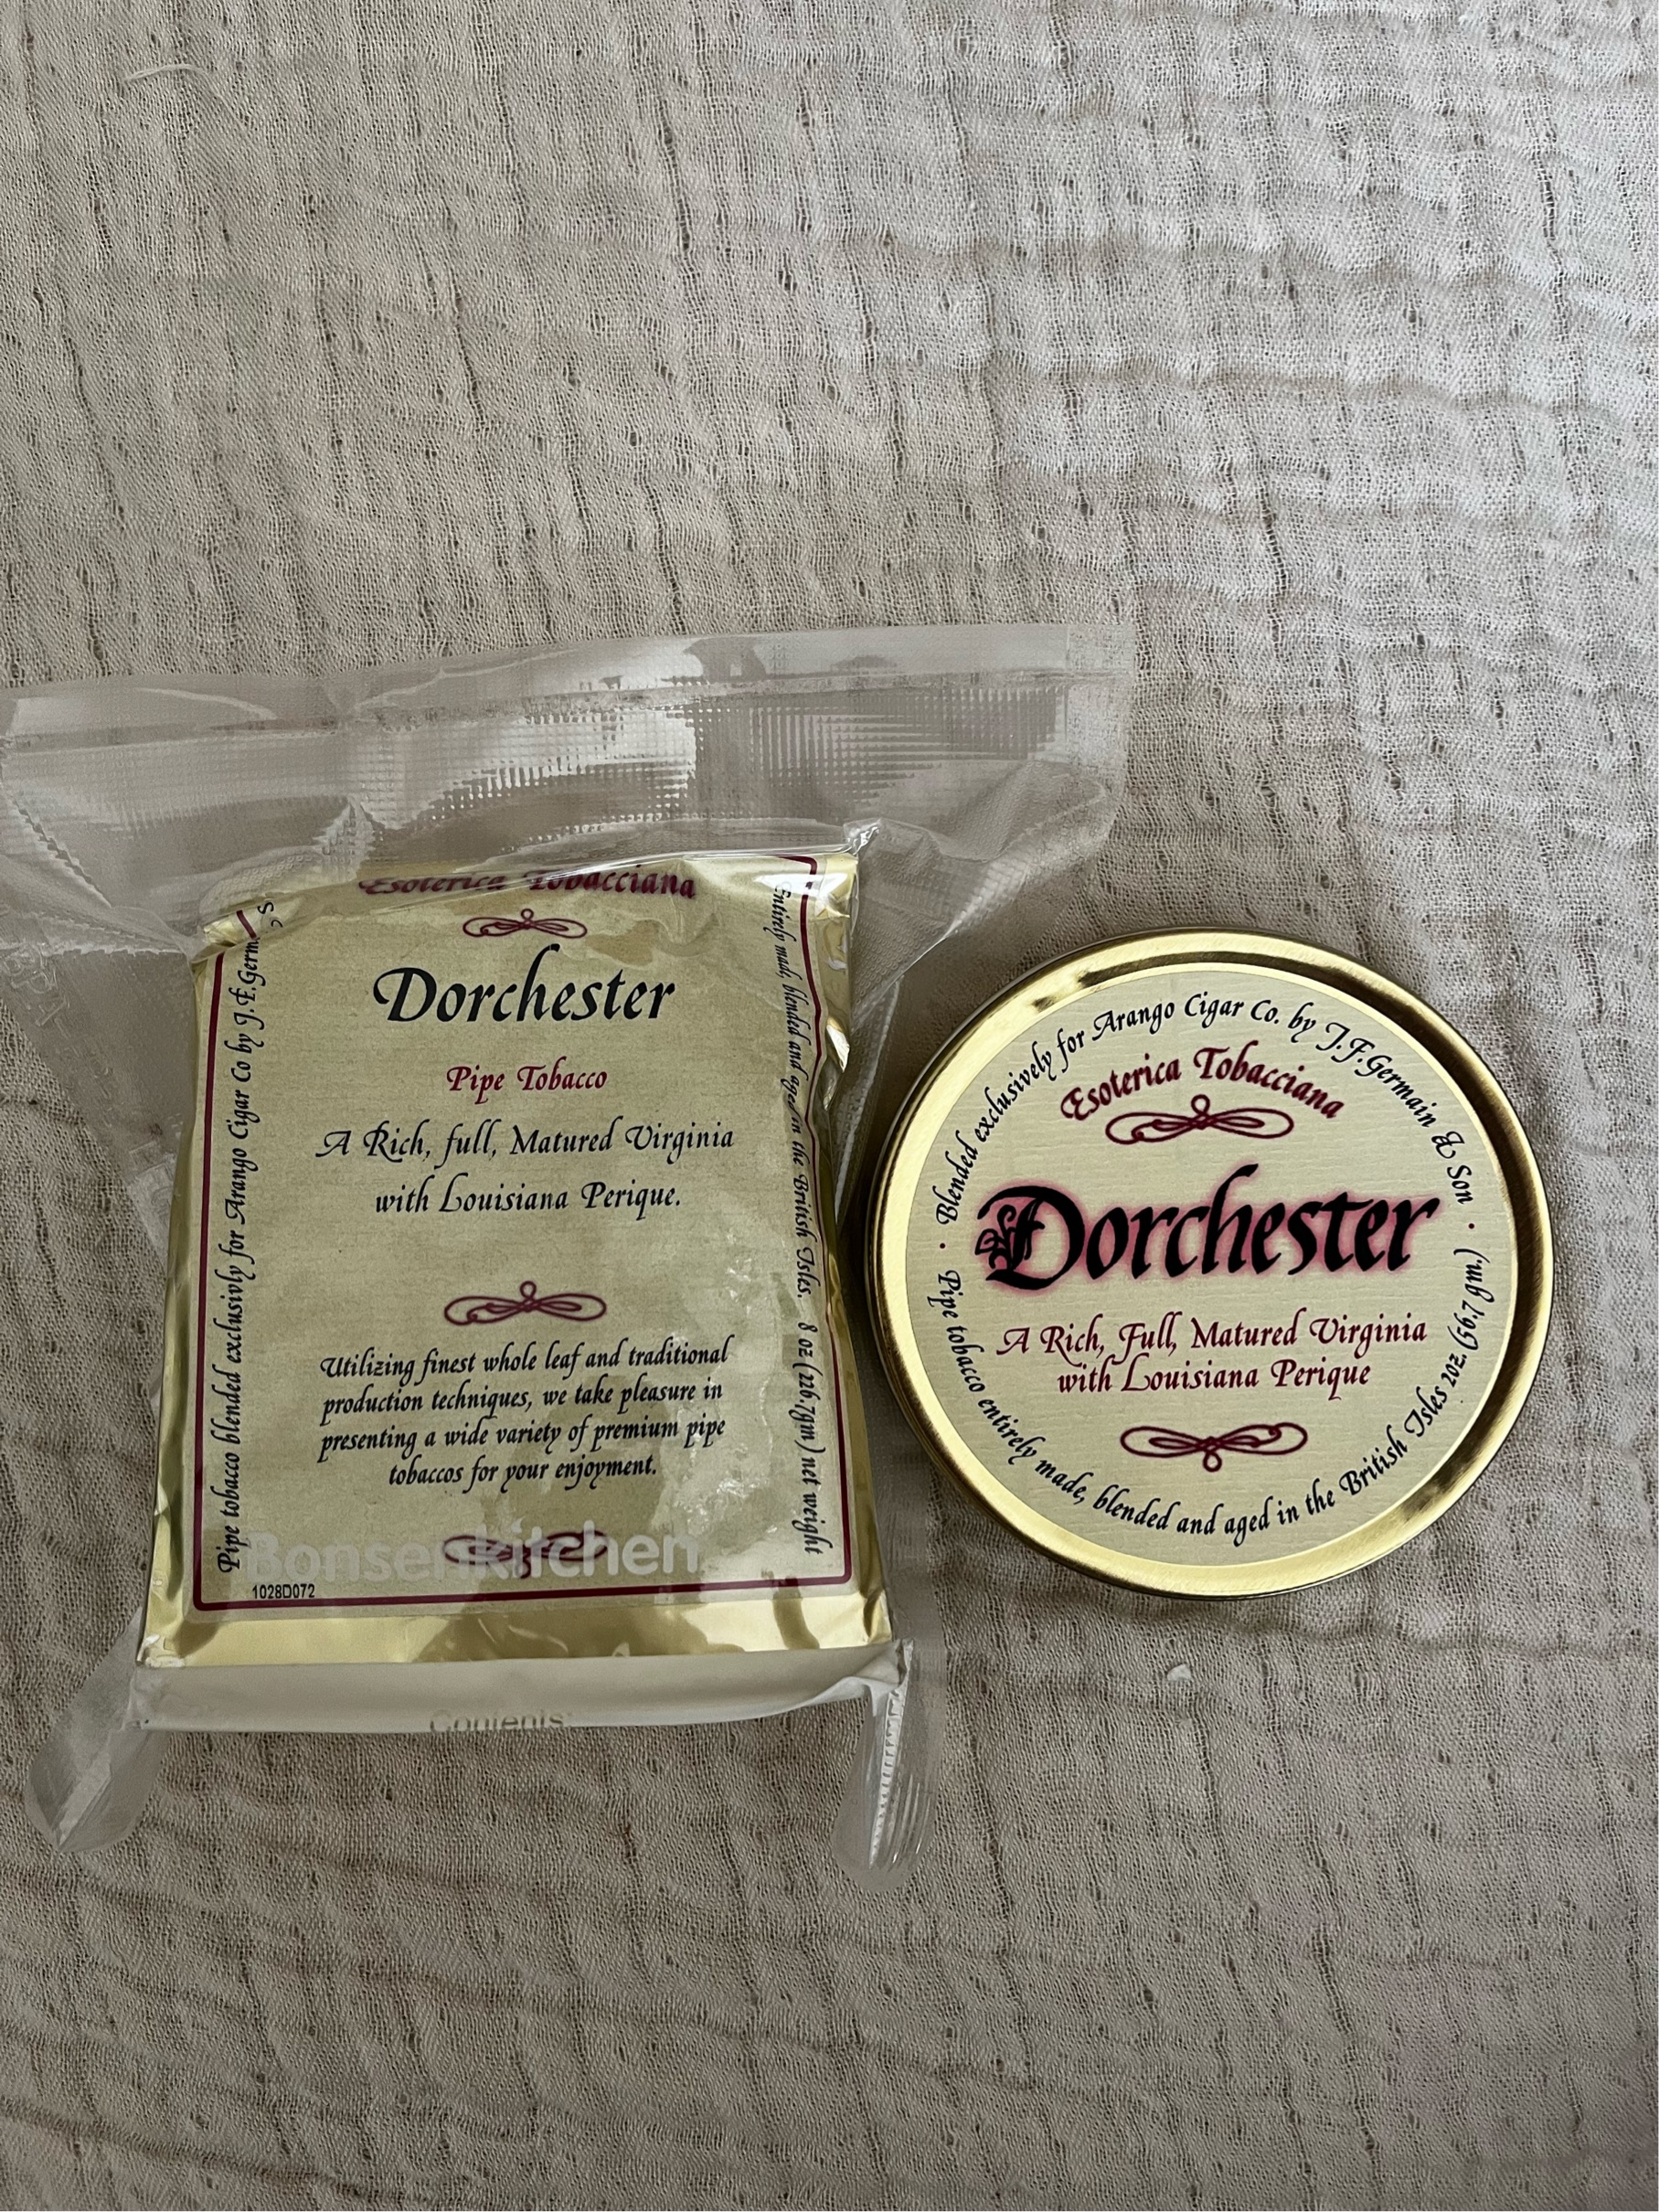 Esoterica Tobacciana
Dorchester
Pipe Tobacco
A Rich, full, Matured Virginia
with Louisiana Perique.
Utilizing finest whole leaf and traditional
production techniques, we take pleasure in
presenting a wide variety of premium pipe
tobaccos for your enjoyment.
Bonsenkitchen
1028D072
Pipe tobacco blended exclusivly for Arango Cigar Co by J.F.Germ
Entirely made, blended and aged in the British Isles. 8 oz (226.79m) net weight
Contents
· Blended exclusively for Arango Cigar Co. by J.F.Germain & Son ·
Esoterica Tobacciana
Dorchester
A Rich, Full, Matured Virginia
with Louisiana Perique
Pipe tobacco entirely made, blended and aged in the British Isles 2oz. (56.7 gm.)